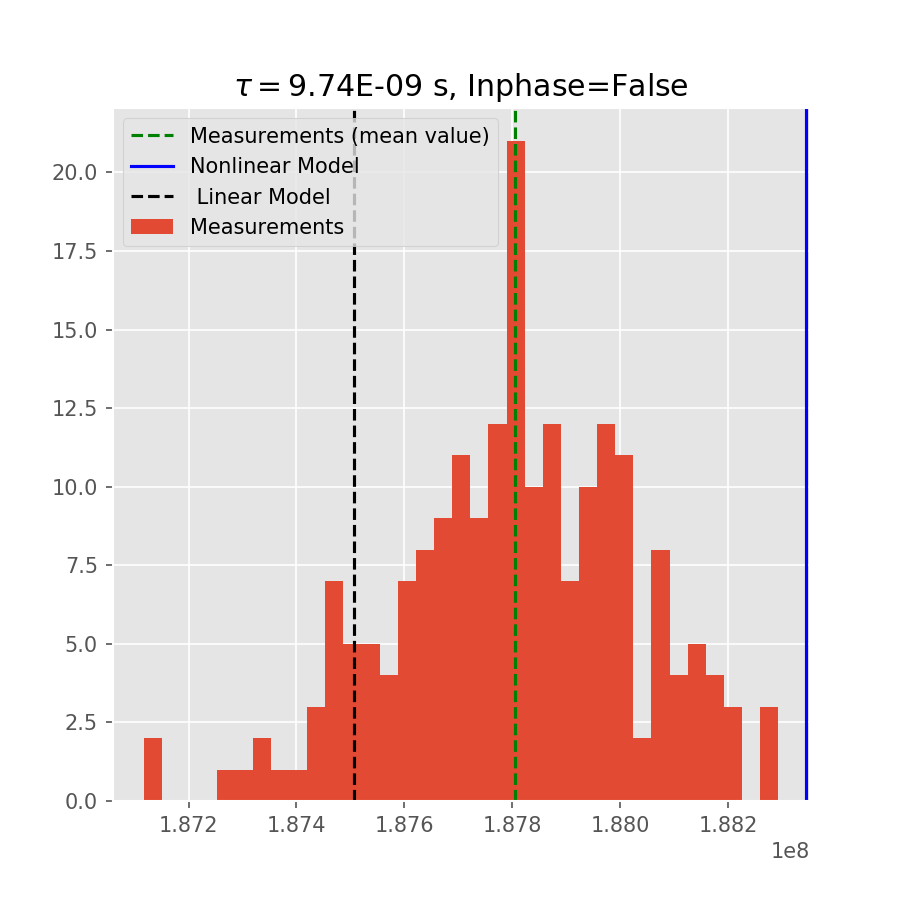 τ = 9.74E-09 s, Inphase=False
Measurements (mean value)
Nonlinear Model
Linear Model
Measurements
20.0
17.5
15.0
12.5
10.0
7.5
5.0
2.5
0.0
1.872 1.874 1.876 1.878 1.880 1.882
1e8